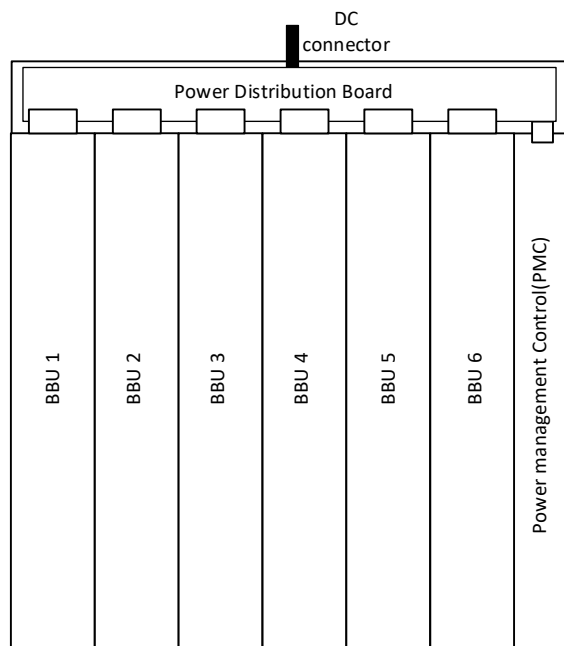 DC
connector
Power Distribution Board
BBU 1
BBU 2
BBU 3
BBU 4
BBU 5
BBU 6
Power management Control(PMC)